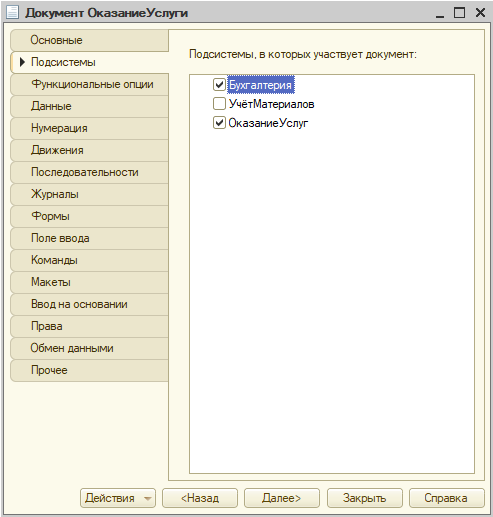 Документ ОказаниеУслуги
Основные
Подсистемы
Функциональные опции
Данные
Нумерация
Движения
Последовательности
Журналы
Формы
Поле ввода
Команды
Макеты
Ввод на основании
Права
Обмен данными
Прочее
Подсистемы, в которых участвует документ:
Бухгалтерия
УчётМатериалов
ОказаниеУслуг
Действия
<Назад
Далее>
Закрыть
Справка